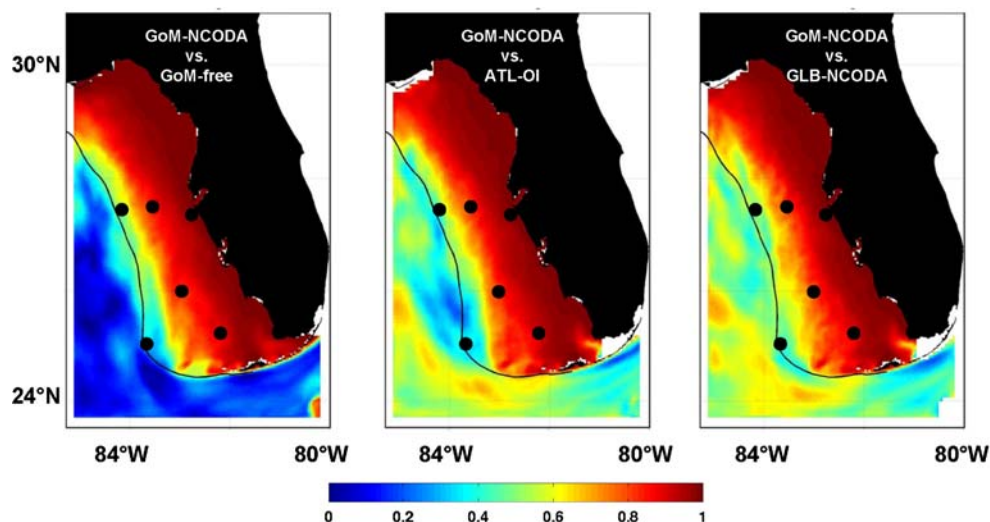 GoM-NCODA
vs.
GoM-free
GoM-NCODA
vs.
ATL-OI
GoM-NCODA
vs.
GLB-NCODA
30°N
24°N
84°W
80°W
84°W
80°W
84°W
80°W
0
0.2
0.4
0.6
0.8
1